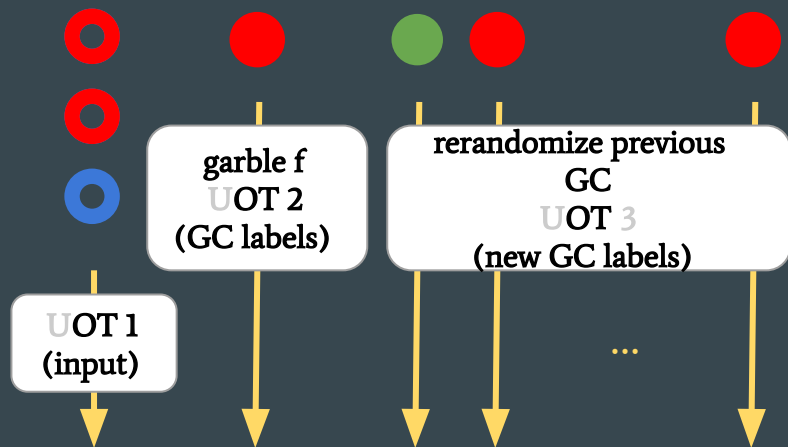 garble f
UOT 2
(GC labels)
rerandomize previous
GC
UOT 3
(new GC labels)
UOT 1
(input)
...